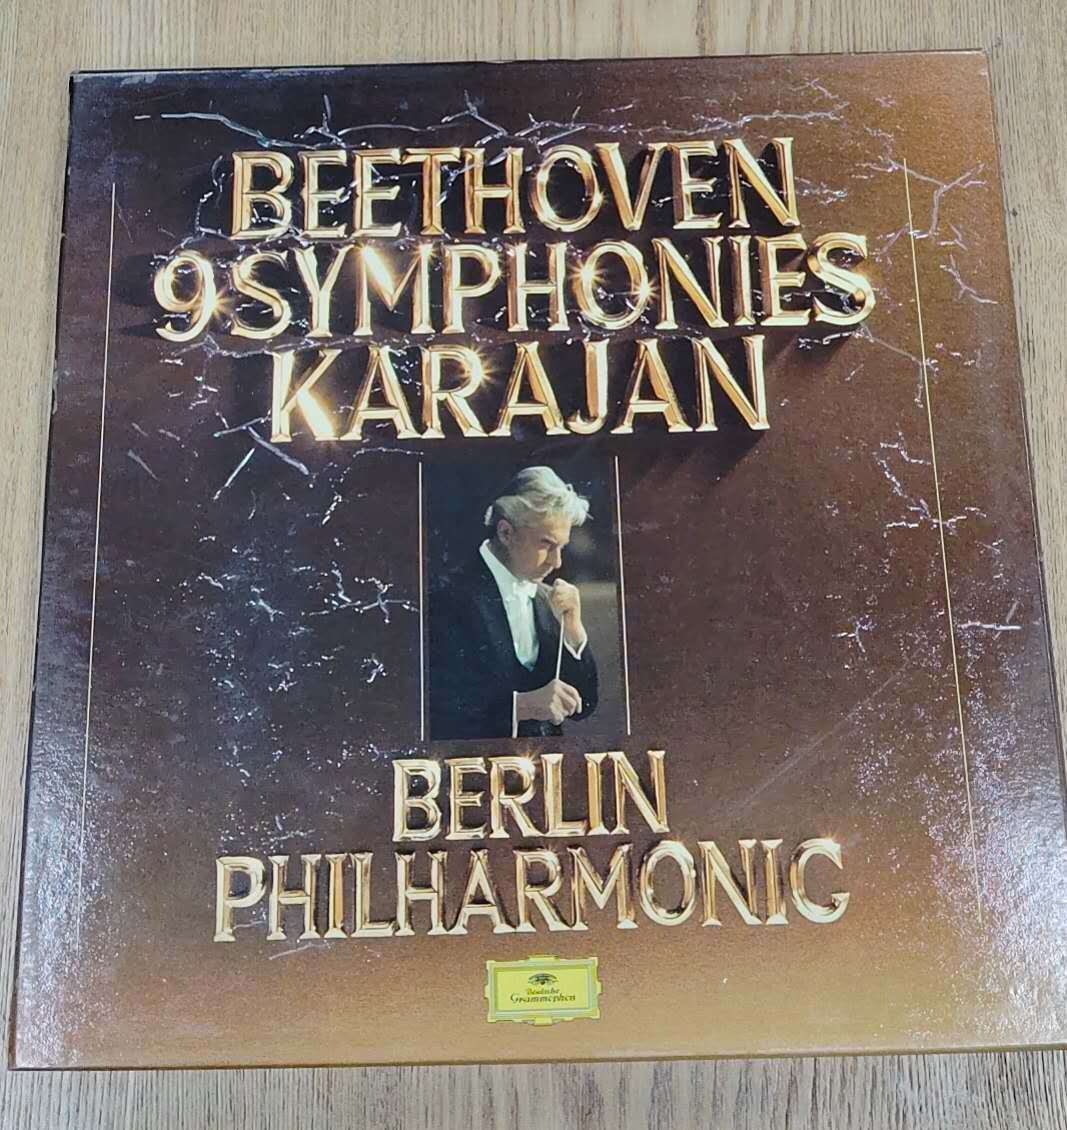 BEETHOVEN
9 SYMPHONIES
KARAJAN
BERLIN
PHILHARMONIC
Deutsche
Grammophon